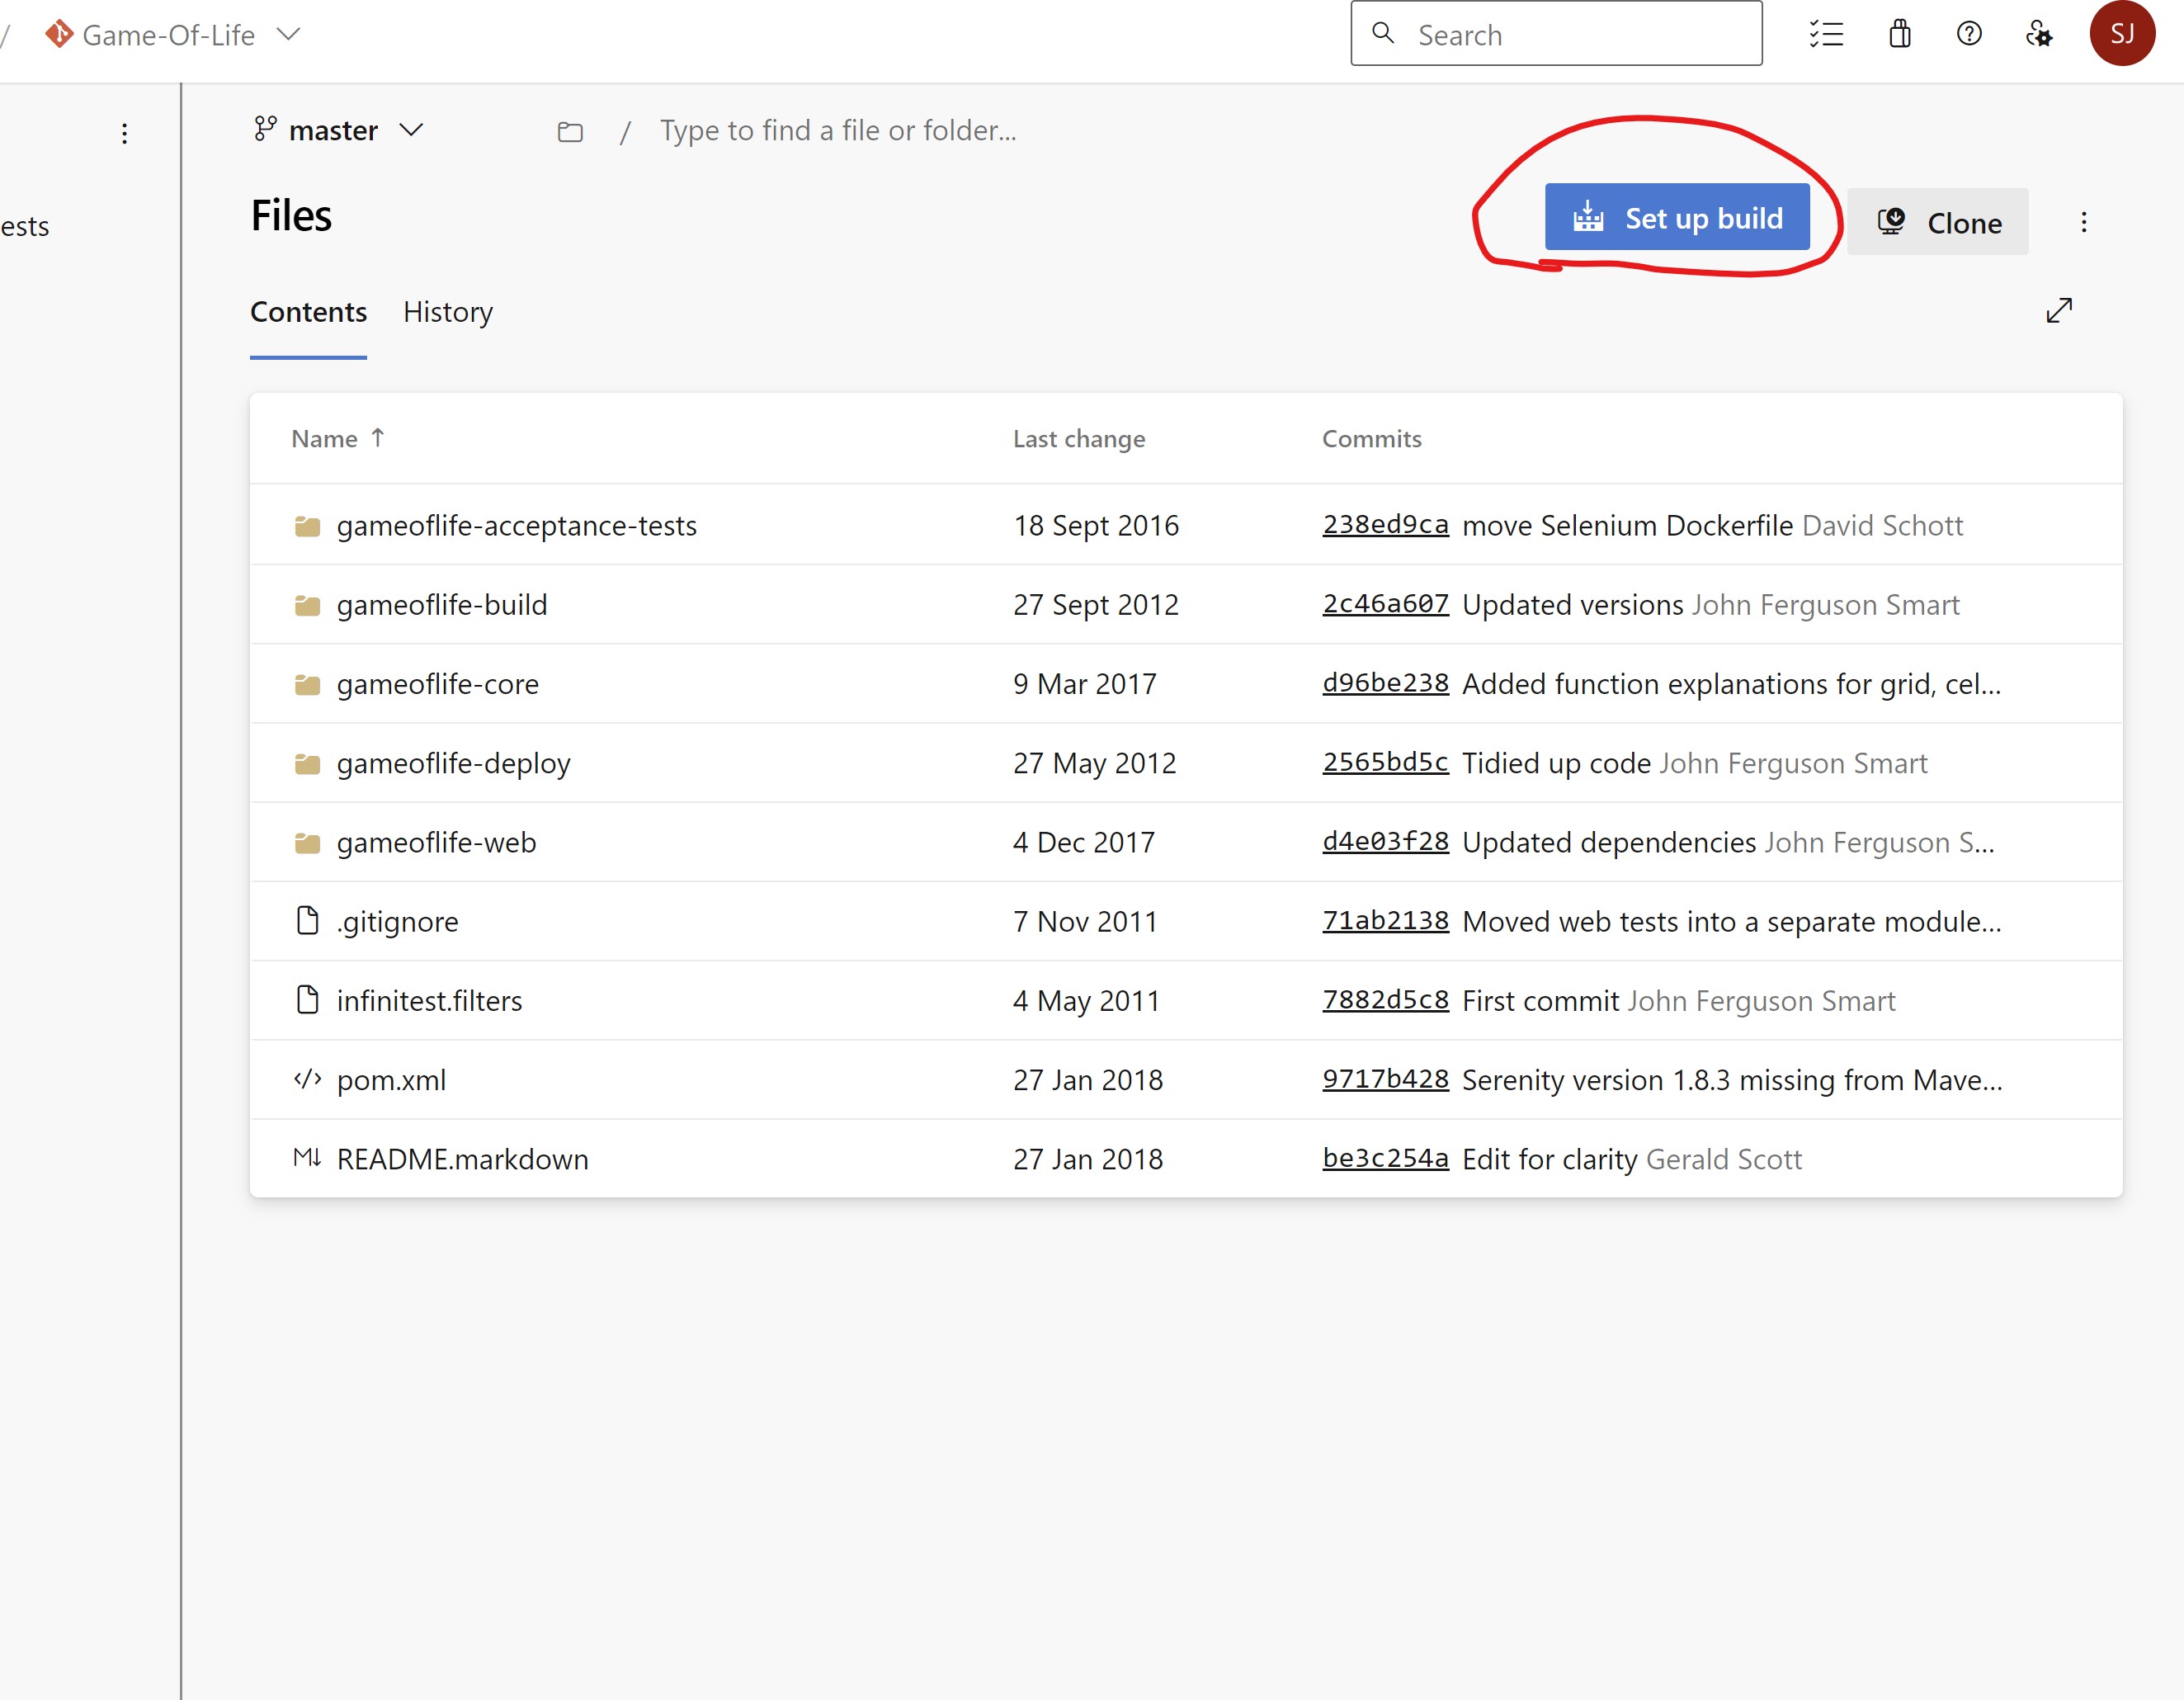 / Game-Of-Life Search SJ
master / Type to find a file or folder...
ests
Files Set up build Clone
Contents History
Name ↑ Last change Commits
gameoflife-acceptance-tests 18 Sept 2016 238ed9ca move Selenium Dockerfile David Schott
gameoflife-build 27 Sept 2012 2c46a607 Updated versions John Ferguson Smart
gameoflife-core 9 Mar 2017 d96be238 Added function explanations for grid, cel...
gameoflife-deploy 27 May 2012 2565bd5c Tidied up code John Ferguson Smart
gameoflife-web 4 Dec 2017 d4e03f28 Updated dependencies John Ferguson S...
.gitignore 7 Nov 2011 71ab2138 Moved web tests into a separate module...
infinitest.filters 4 May 2011 7882d5c8 First commit John Ferguson Smart
pom.xml 27 Jan 2018 9717b428 Serenity version 1.8.3 missing from Mave...
README.markdown 27 Jan 2018 be3c254a Edit for clarity Gerald Scott